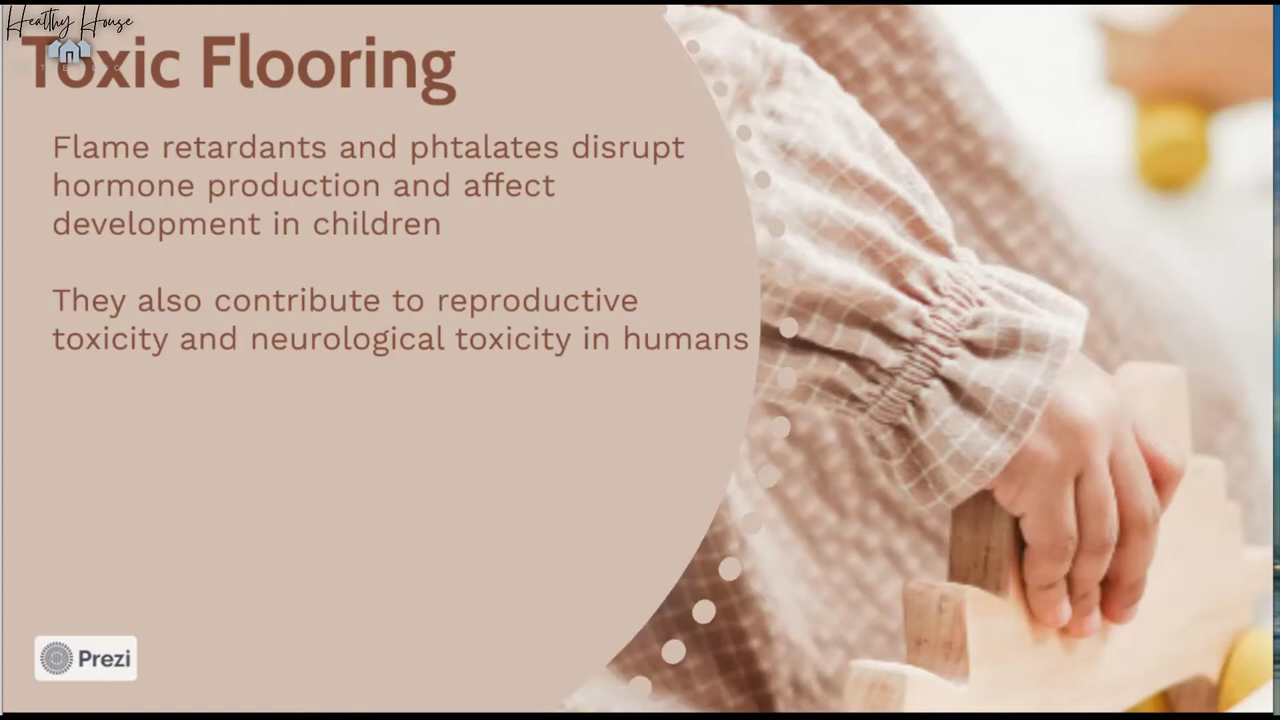 Healthy House
Toxic Flooring
Flame retardants and phtalates disrupt
hormone production and affect
development in children
They also contribute to reproductive
toxicity and neurological toxicity in humans
Prezi